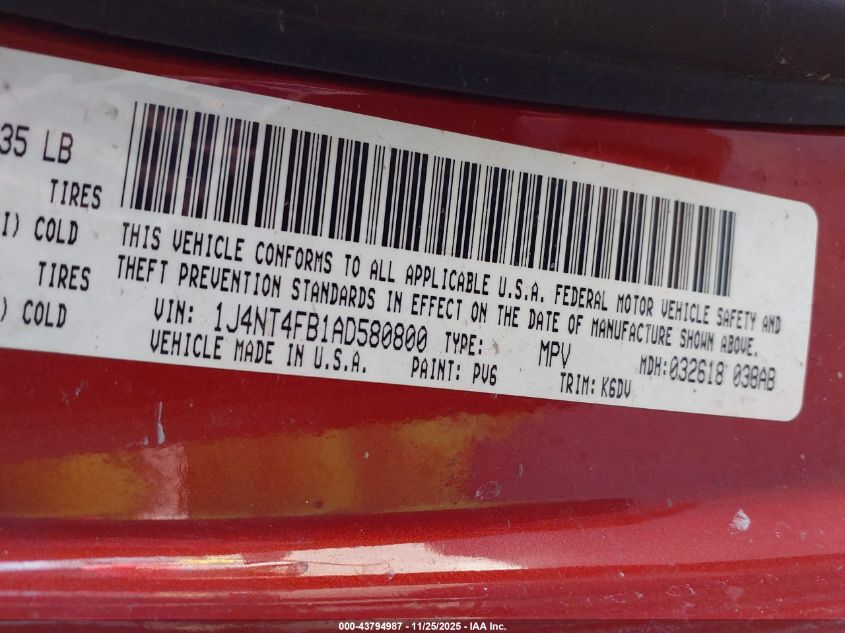 35 LB
TIRES
I) COLD
TIRES
) COLD
THIS VEHICLE CONFORMS TO ALL APPLICABLE U.S.A. FEDERAL MOTOR VEHICLE SAFETY AND
THEFT PREVENTION STANDARDS IN EFFECT ON THE DATE OF MANUFACTURE SHOWN ABOVE.
VIN: 1J4NT4FB1AD580800 TYPE: MPV MDH:032618 038AB
VEHICLE MADE IN U.S.A. PAINT: PV6 TRIM: K6DV
000-43794987 | 11/25/2025 - IAA Inc.